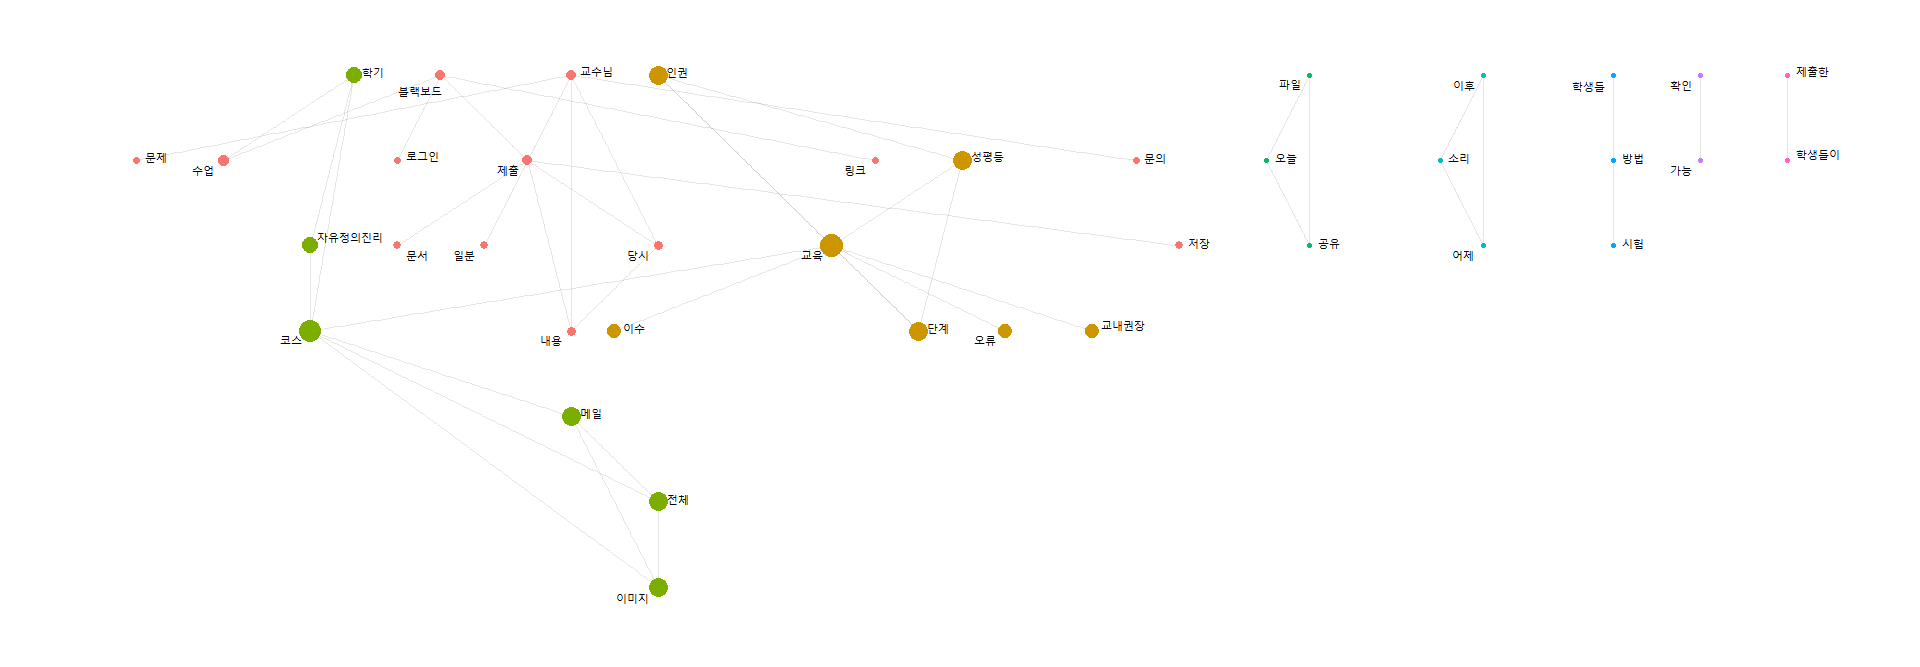 학기
블랙보드
교수님
인권
파일
이후
학생들
확인
제출한
문제
수업
로그인
제출
링크
성평등
문의
오늘
소리
방법
가능
학생들이
자유정의진리
문서
일분
당시
교육
저장
공유
어제
시험
코스
내용
이수
단계
오류
교내권장
메일
전체
이미지